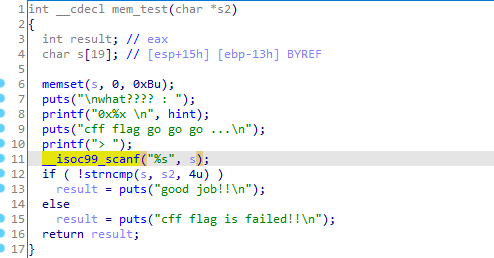 1 int __cdecl mem_test(char *s2)
2 {
3 int result; // eax
4 char s[19]; // [esp+15h] [ebp-13h] BYREF
5
6 memset(s, 0, 0xBu);
7 puts("\nwhat???? : ");
8 printf("0x%x \n", hint);
9 puts("cff flag go go go ...\n");
10 printf("> ");
11 __isoc99_scanf("%s", s);
12 if ( !strncmp(s, s2, 4u) )
13 result = puts("good job!!\n");
14 else
15 result = puts("cff flag is failed!!\n");
16 return result;
17 }